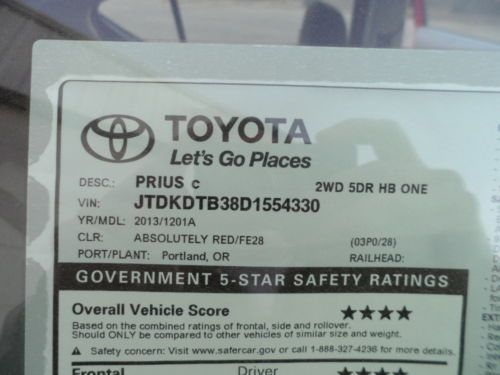 TOYOTA
Let's Go Places
DESC.: PRIUS c 2WD 5DR HB ONE
VIN: JTDKDTB38D1554330
YR/MDL: 2013/1201A
CLR: ABSOLUTELY RED/FE28 (03P0/28)
PORT/PLANT: Portland, OR RAILHEAD:
GOVERNMENT 5-STAR SAFETY RATINGS
Overall Vehicle Score ★★★★
Based on the combined ratings of frontal, side and rollover.
Should ONLY be compared to other vehicles of similar size and weight.
Safety concern: Visit www.safercar.gov or call 1-888-327-4236 for more details.
Frontal Driver ★★★★
EXT